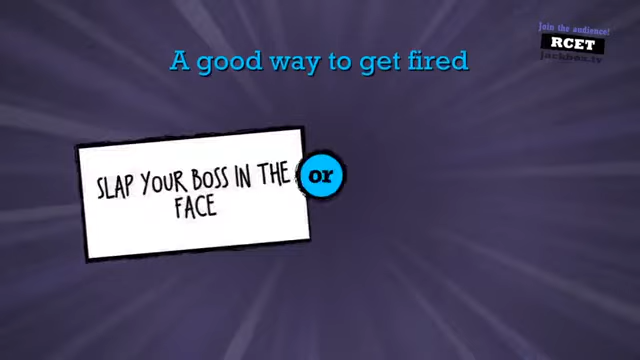 Join the audience!
RCET
jackbox.tv
A good way to get fired
SLAP YOUR BOSS IN THE
FACE
or